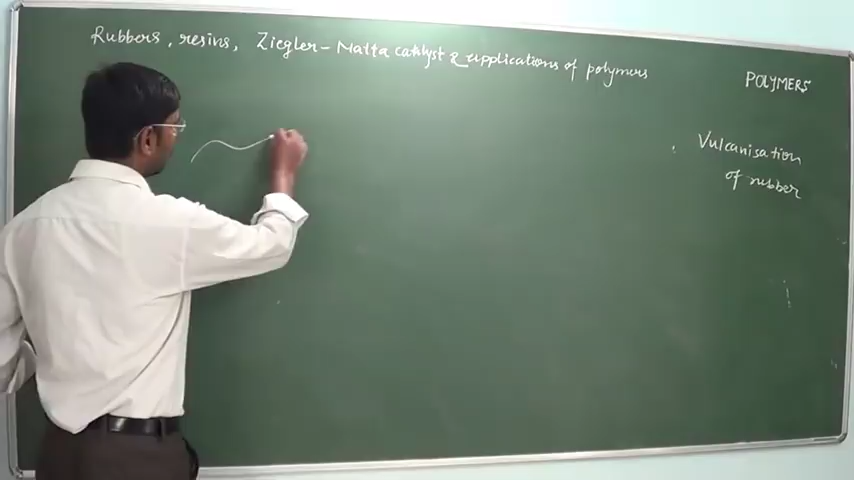 Rubbers, resins, Ziegler - Natta catalyst & applications of polymers
POLYMERS
Vulcanisation
of rubber